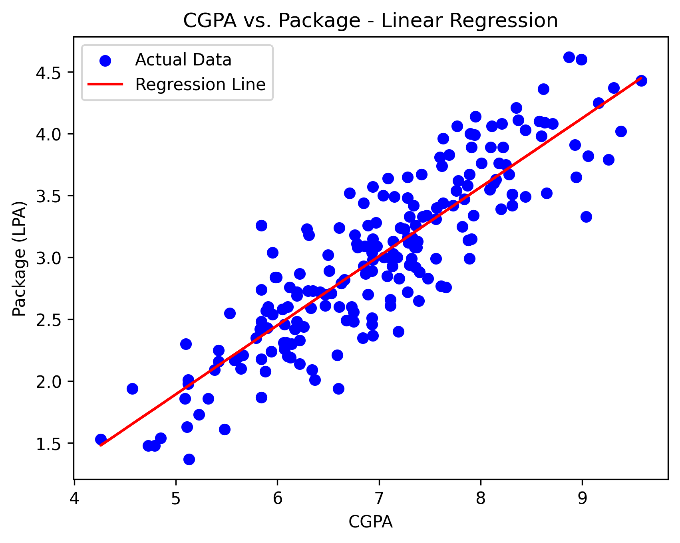 CGPA vs. Package - Linear Regression
Actual Data
Regression Line
4.5
4.0
3.5
3.0
2.5
2.0
1.5
Package (LPA)
4 5 6 7 8 9
CGPA